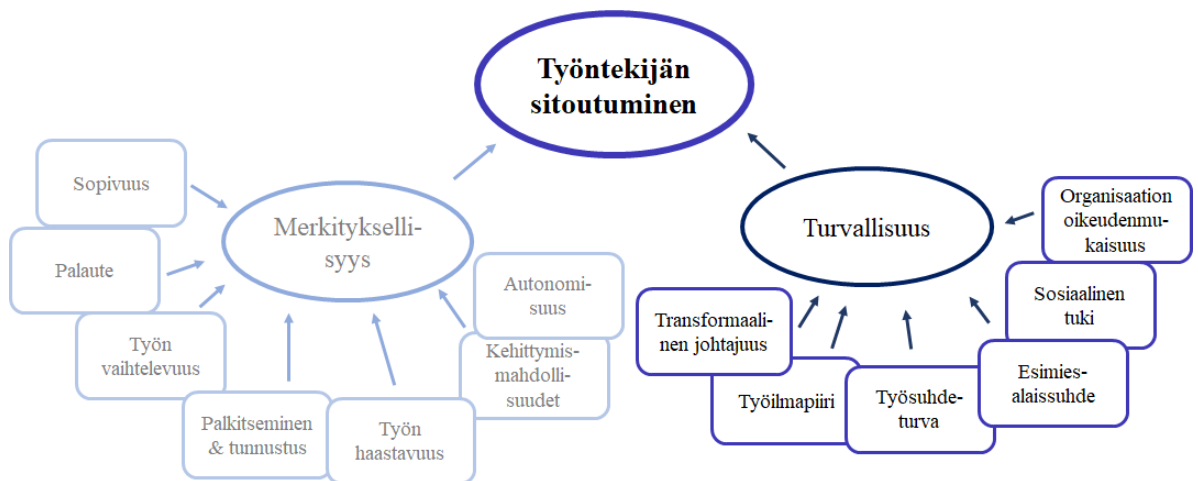 Työntekijän
sitoutuminen
Sopivuus
Merkitykselli-
syys
Palaute
Työn
vaihtelevuus
Palkitseminen
& tunnustus
Työn
haastavuus
Autonomi-
suus
Kehittymis-
mahdolli-
suudet
Turvallisuus
Organisaation
oikeudenmu-
kaisuus
Sosiaalinen
tuki
Transformaali-
nen johtajuus
Työilmapiiri
Työsuhde-
turva
Esimies-
alaissuhde